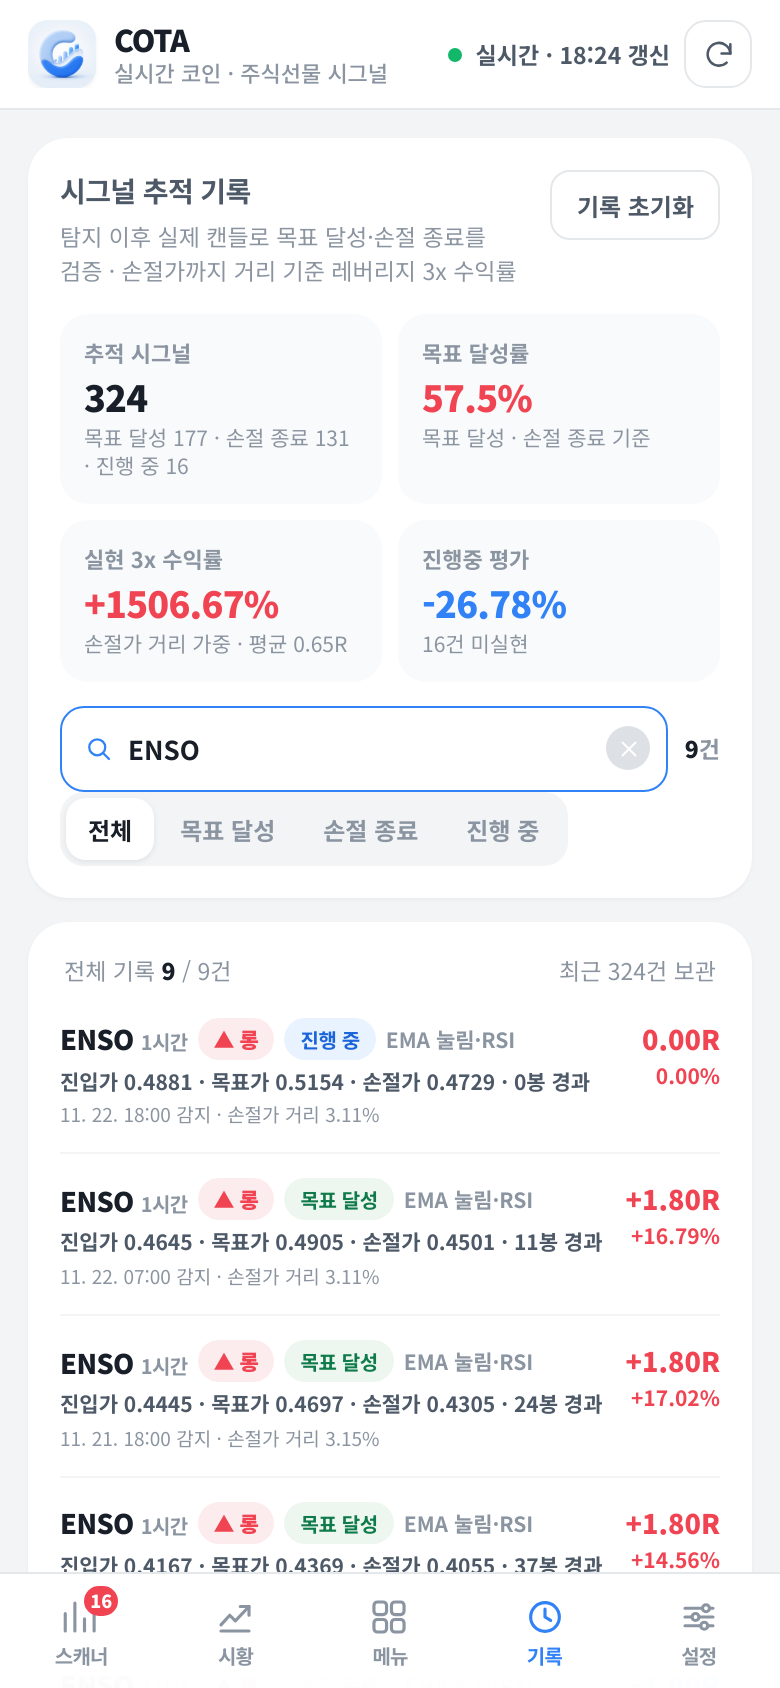 COTA
실시간 코인 · 주식선물 시그널
실시간 · 18:24 갱신
시그널 추적 기록
기록 초기화
탐지 이후 실제 캔들로 목표 달성·손절 종료를
검증 · 손절가까지 거리 기준 레버리지 3x 수익률
추적 시그널
324
목표 달성 177 · 손절 종료 131
· 진행 중 16
목표 달성률
57.5%
목표 달성 · 손절 종료 기준
실현 3x 수익률
+1506.67%
손절가 거리 가중 · 평균 0.65R
진행중 평가
-26.78%
16건 미실현
ENSO
9건
전체 목표 달성 손절 종료 진행 중
전체 기록 9 / 9건
최근 324건 보관
ENSO 1시간 ▲ 롱 진행 중 EMA 눌림·RSI 0.00R
진입가 0.4881 · 목표가 0.5154 · 손절가 0.4729 · 0봉 경과 0.00%
11. 22. 18:00 감지 · 손절가 거리 3.11%
ENSO 1시간 ▲ 롱 목표 달성 EMA 눌림·RSI +1.80R
진입가 0.4645 · 목표가 0.4905 · 손절가 0.4501 · 11봉 경과 +16.79%
11. 22. 07:00 감지 · 손절가 거리 3.11%
ENSO 1시간 ▲ 롱 목표 달성 EMA 눌림·RSI +1.80R
진입가 0.4445 · 목표가 0.4697 · 손절가 0.4305 · 24봉 경과 +17.02%
11. 21. 18:00 감지 · 손절가 거리 3.15%
ENSO 1시간 ▲ 롱 목표 달성 EMA 눌림·RSI +1.80R
진입가 0.4167 · 목표가 0.4369 · 손절가 0.4055 · 37봉 경과 +14.56%
16
스캐너 시황 메뉴 기록 설정